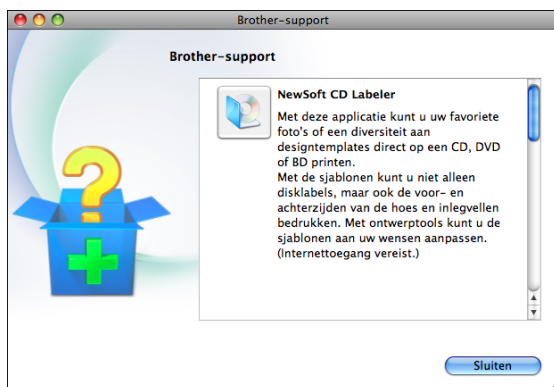 Brother-support
Brother-support
NewSoft CD Labeler
Met deze applicatie kunt u uw favoriete
foto's of een diversiteit aan
designtemplates direct op een CD, DVD
of BD printen.
Met de sjablonen kunt u niet alleen
disklabels, maar ook de voor- en
achterzijden van de hoes en inlegvellen
bedrukken. Met ontwerptools kunt u de
sjablonen aan uw wensen aanpassen.
(Internettoegang vereist.)
Sluiten